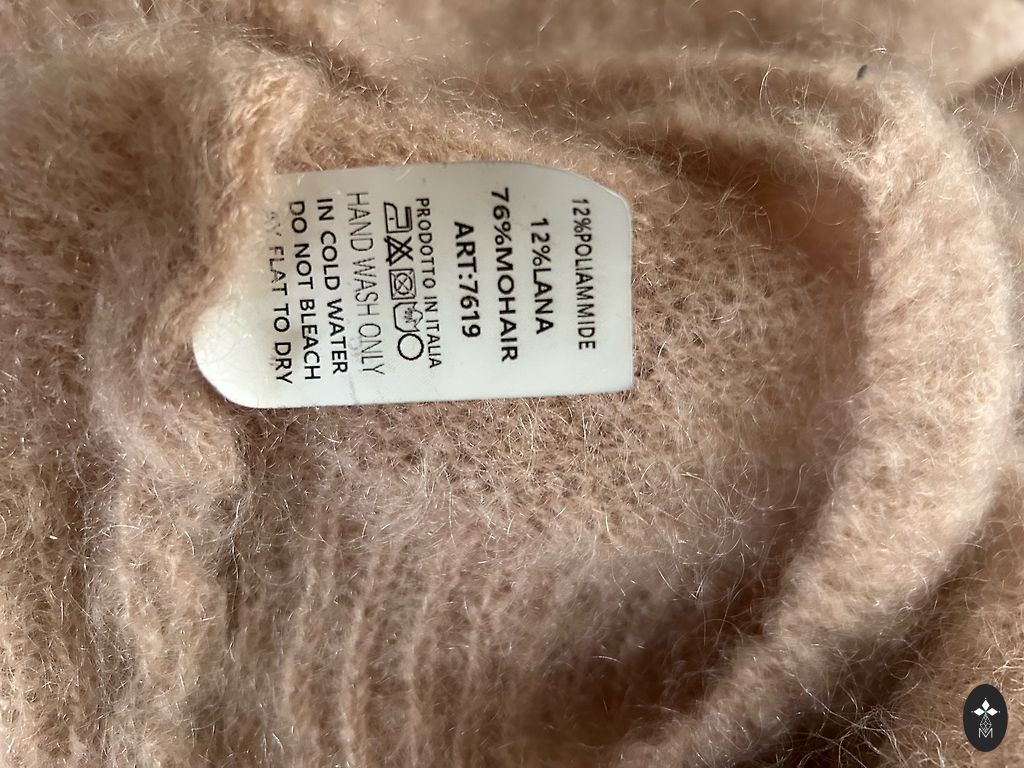 12%POLIAMMIDE
12%LANA
76%MOHAIR
ART:7619
PRODOTTO IN ITALIA
HAND WASH ONLY
IN COLD WATER
DO NOT BLEACH
FLAT TO DRY
M